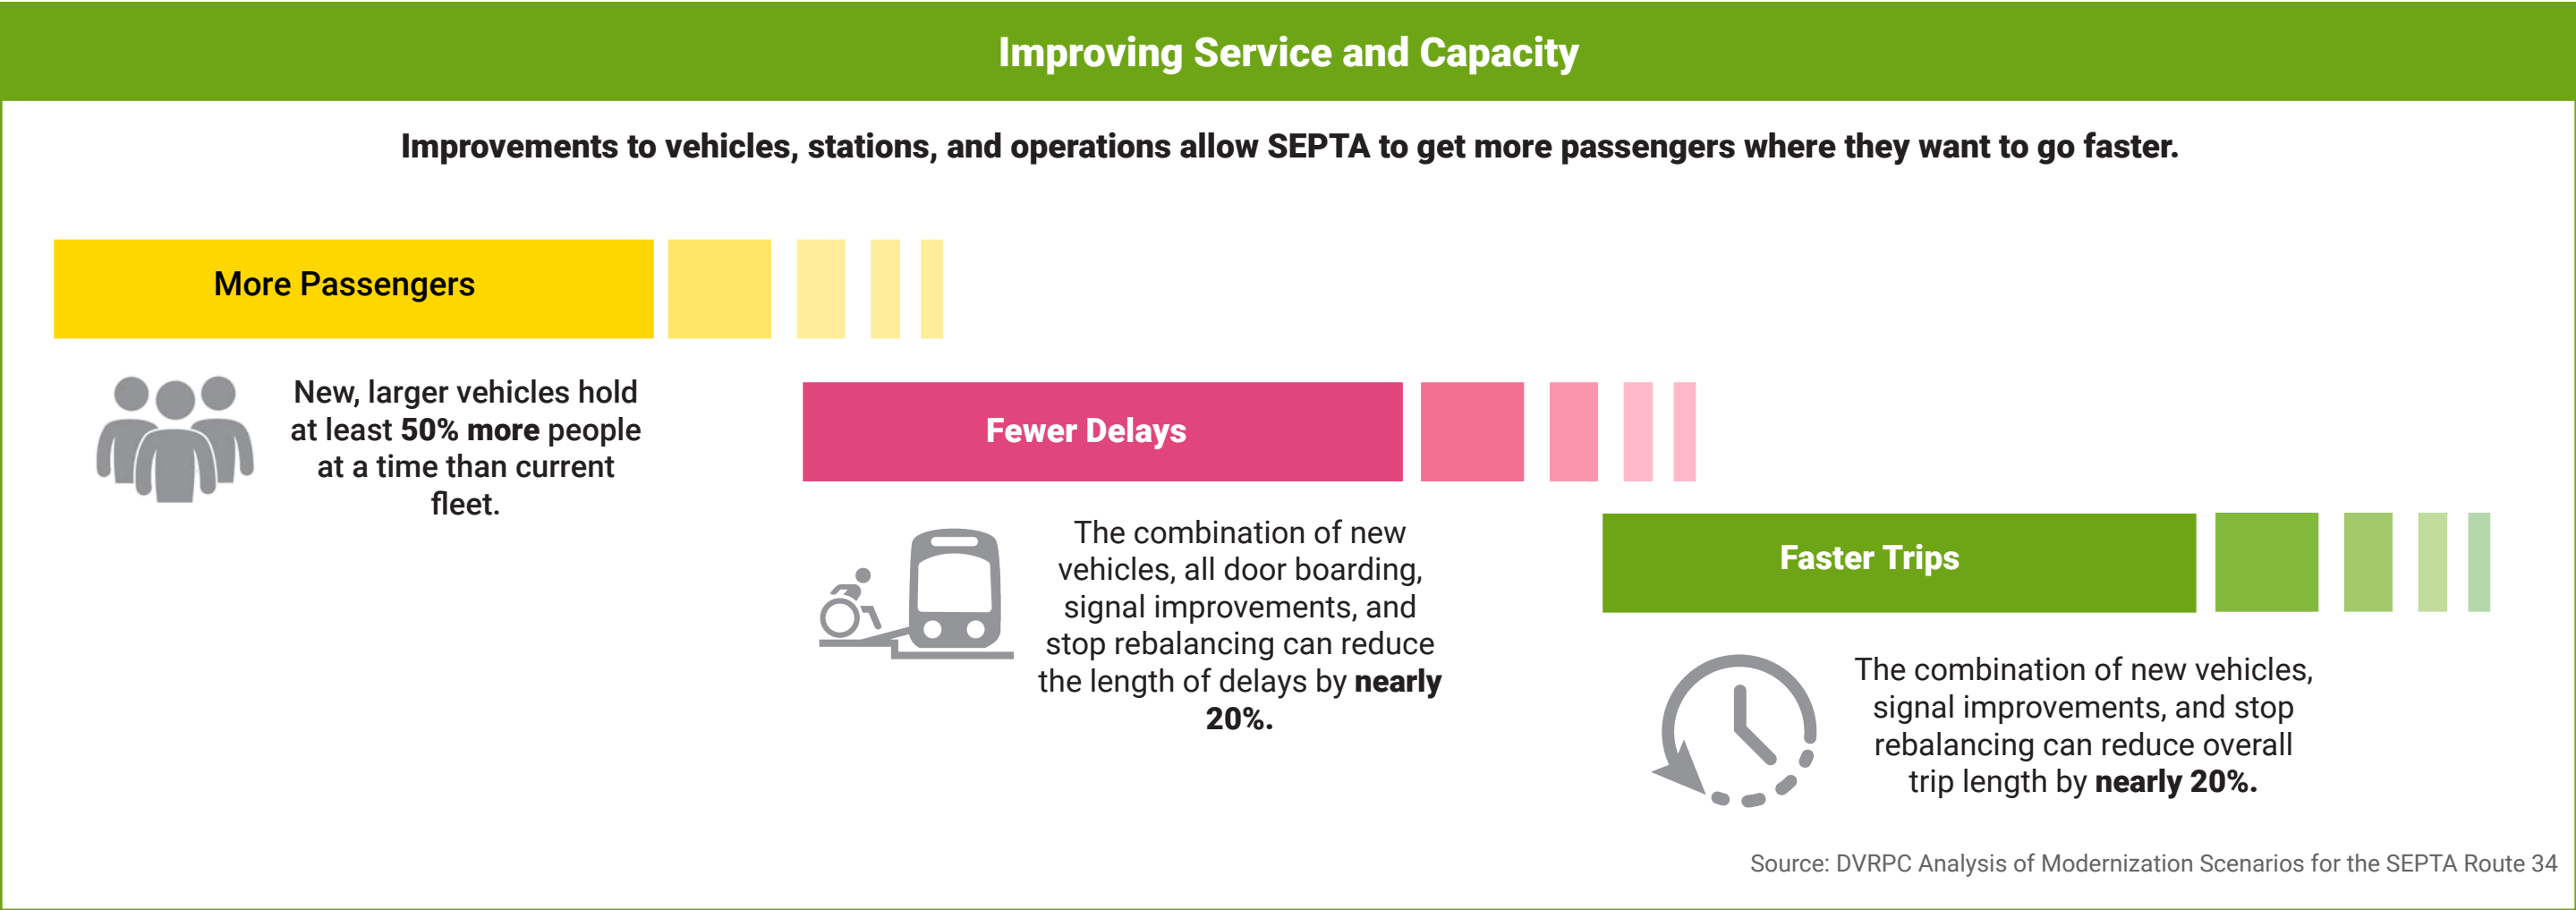 Improving Service and Capacity
Improvements to vehicles, stations, and operations allow SEPTA to get more passengers where they want to go faster.
More Passengers
New, larger vehicles hold
at least 50% more people
at a time than current
fleet.
Fewer Delays
The combination of new
vehicles, all door boarding,
signal improvements, and
stop rebalancing can reduce
the length of delays by nearly
20%.
Faster Trips
The combination of new vehicles,
signal improvements, and stop
rebalancing can reduce overall
trip length by nearly 20%.
Source: DVRPC Analysis of Modernization Scenarios for the SEPTA Route 34